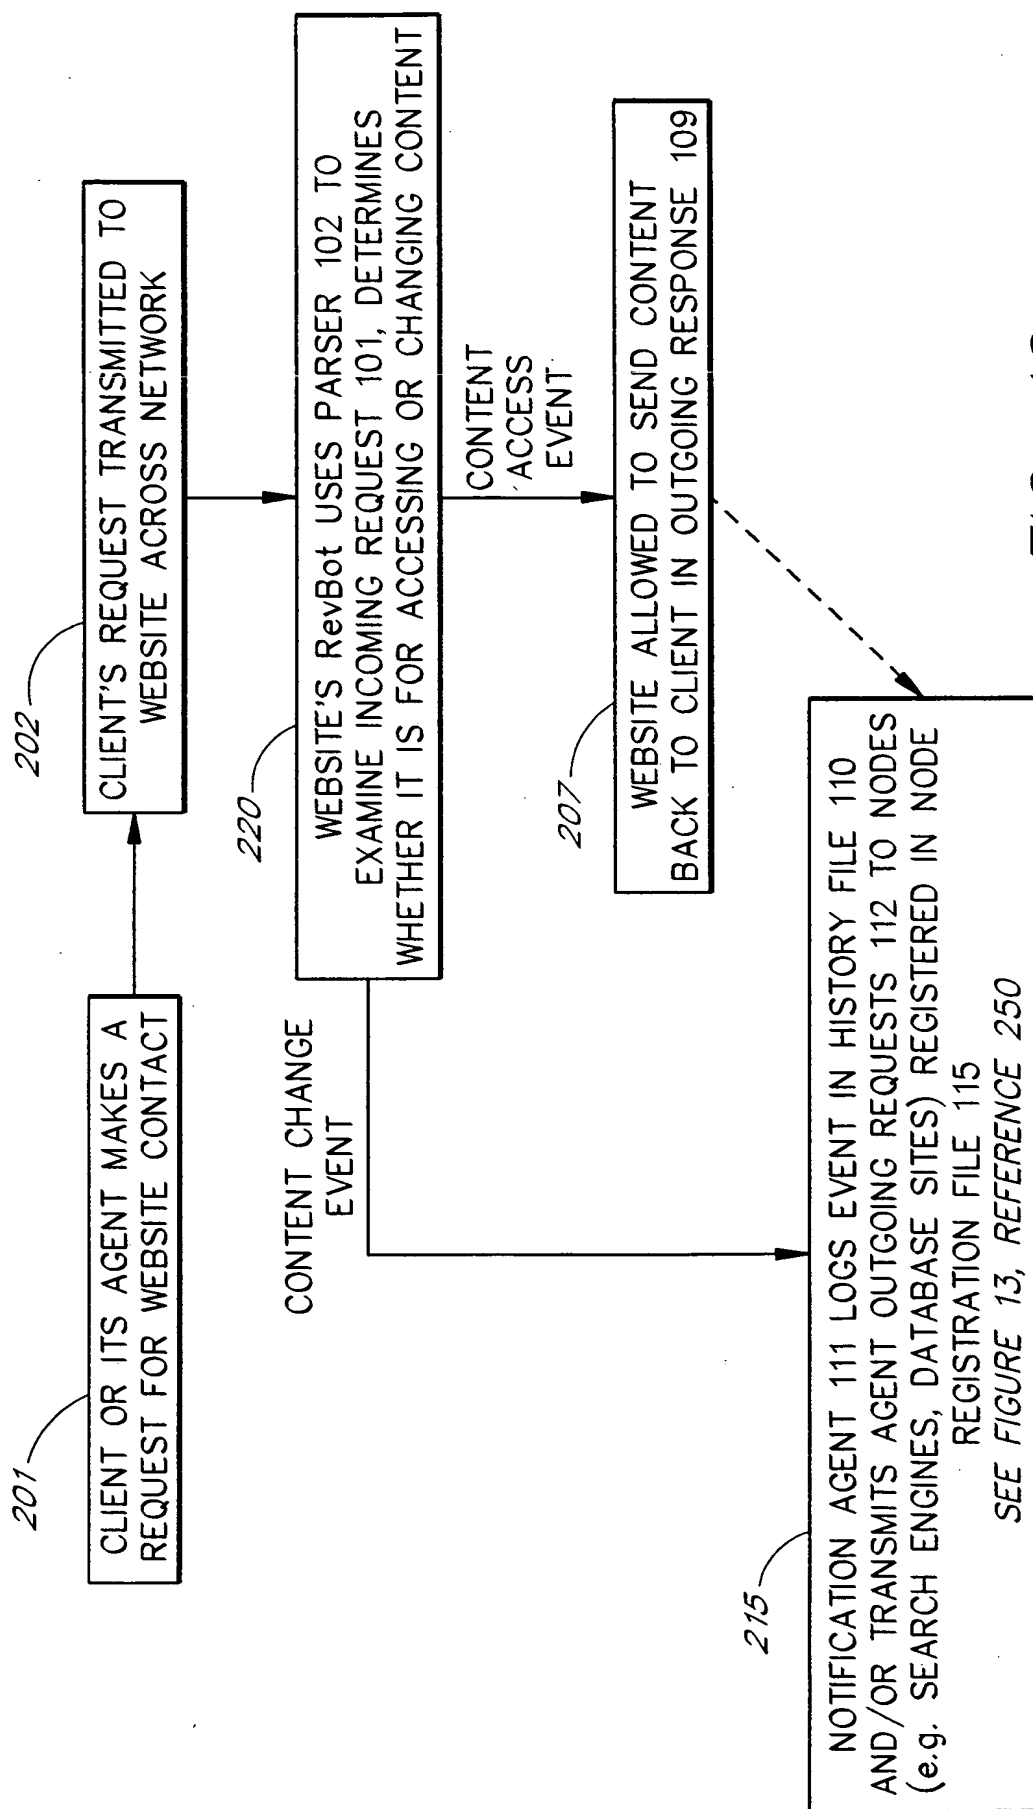 201
CLIENT OR ITS AGENT MAKES A
REQUEST FOR WEBSITE CONTACT
202
CLIENT'S REQUEST TRANSMITTED TO
WEBSITE ACROSS NETWORK
220
WEBSITE'S RevBot USES PARSER 102 TO
EXAMINE INCOMING REQUEST 101, DETERMINES
WHETHER IT IS FOR ACCESSING OR CHANGING CONTENT
CONTENT CHANGE
EVENT
CONTENT
ACCESS
EVENT
207
WEBSITE ALLOWED TO SEND CONTENT
BACK TO CLIENT IN OUTGOING RESPONSE 109
215
NOTIFICATION AGENT 111 LOGS EVENT IN HISTORY FILE 110
AND/OR TRANSMITS AGENT OUTGOING REQUESTS 112 TO NODES
(e.g. SEARCH ENGINES, DATABASE SITES) REGISTERED IN NODE
REGISTRATION FILE 115
SEE FIGURE 13, REFERENCE 250